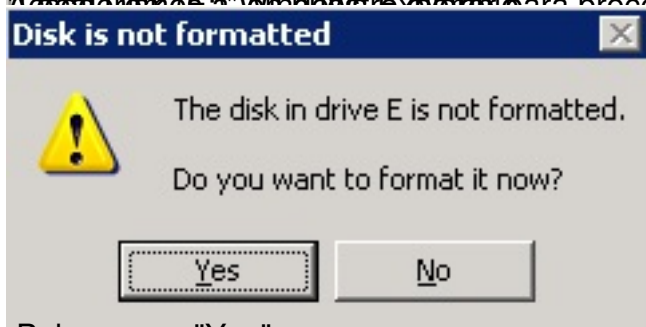 Disk is not formatted
The disk in drive E is not formatted.
Do you want to format it now?
Yes
No